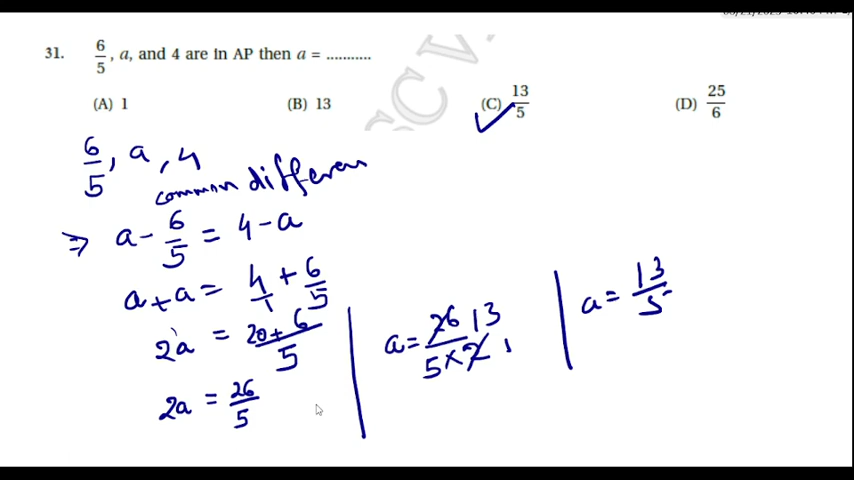 31. 6/5, a, and 4 are in AP then a = ...........
(A) 1 (B) 13 (C) 13/5 (D) 25/6
6/5, a, 4
common differen
⇒ a - 6/5 = 4 - a
a + a = 4/1 + 6/5
2a = 20 + 6/5
2a = 26/5
a = 26 13/5 × 2 1
a = 13/5